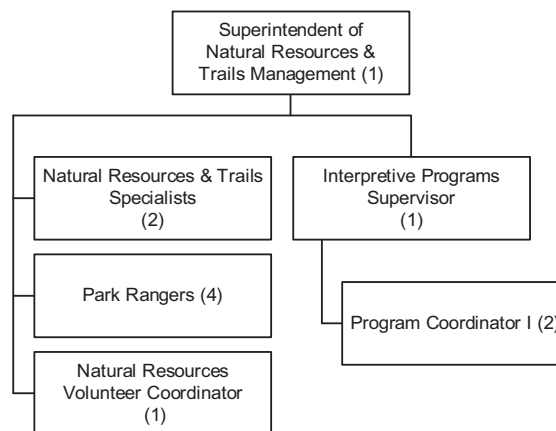 Superintendent of
Natural Resources &
Trails Management (1)
Natural Resources & Trails
Specialists
(2)
Interpretive Programs
Supervisor
(1)
Park Rangers (4)
Program Coordinator I (2)
Natural Resources
Volunteer Coordinator
(1)